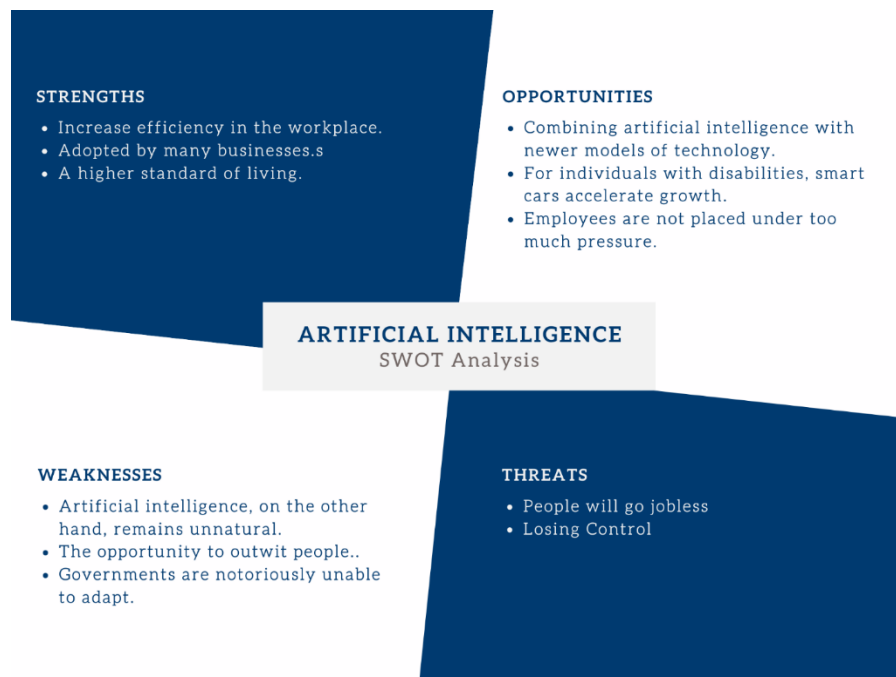 STRENGTHS
• Increase efficiency in the workplace.
• Adopted by many businesses.s
• A higher standard of living.
OPPORTUNITIES
• Combining artificial intelligence with
newer models of technology.
• For individuals with disabilities, smart
cars accelerate growth.
• Employees are not placed under too
much pressure.
ARTIFICIAL INTELLIGENCE
SWOT Analysis
WEAKNESSES
• Artificial intelligence, on the other
hand, remains unnatural.
• The opportunity to outwit people..
• Governments are notoriously unable
to adapt.
THREATS
• People will go jobless
• Losing Control